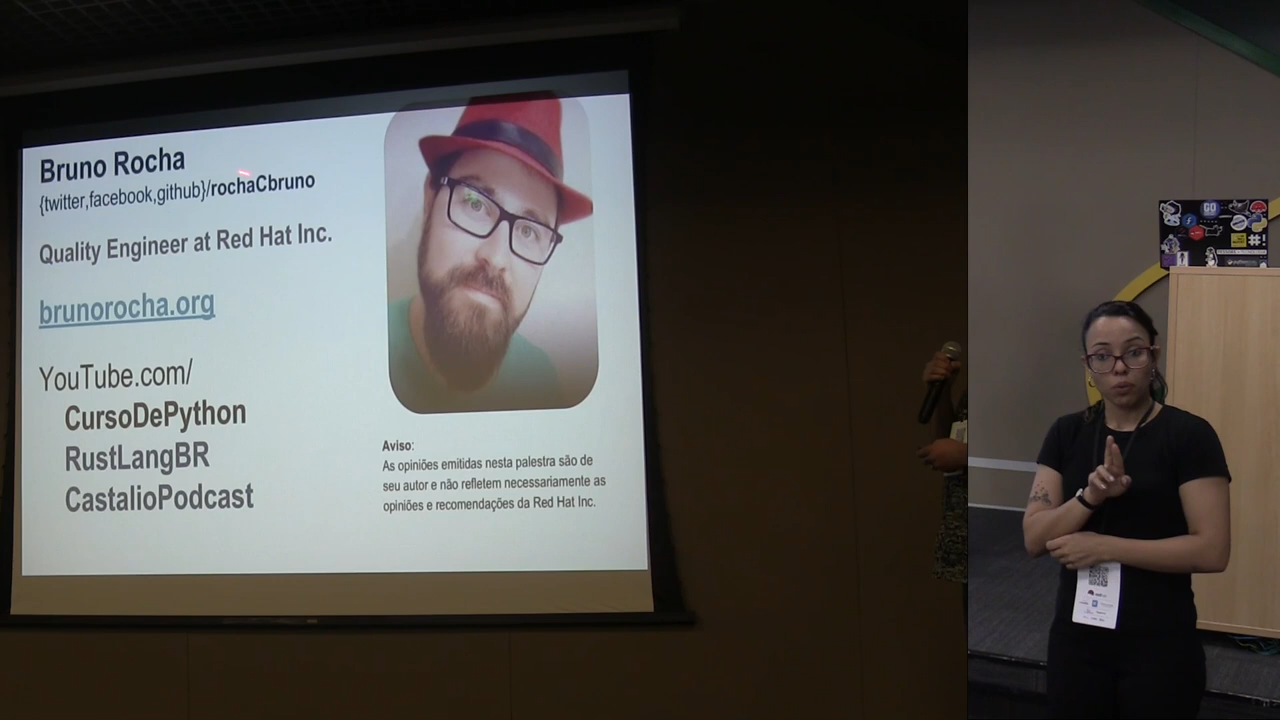 Bruno Rocha
{twitter,facebook,github}/rochaCbruno
Quality Engineer at Red Hat Inc.
brunorocha.org
YouTube.com/
CursoDePython
RustLangBR
CastalioPodcast
Aviso:
As opiniões emitidas nesta palestra são de
seu autor e não refletem necessariamente as
opiniões e recomendações da Red Hat Inc.
GO
#!